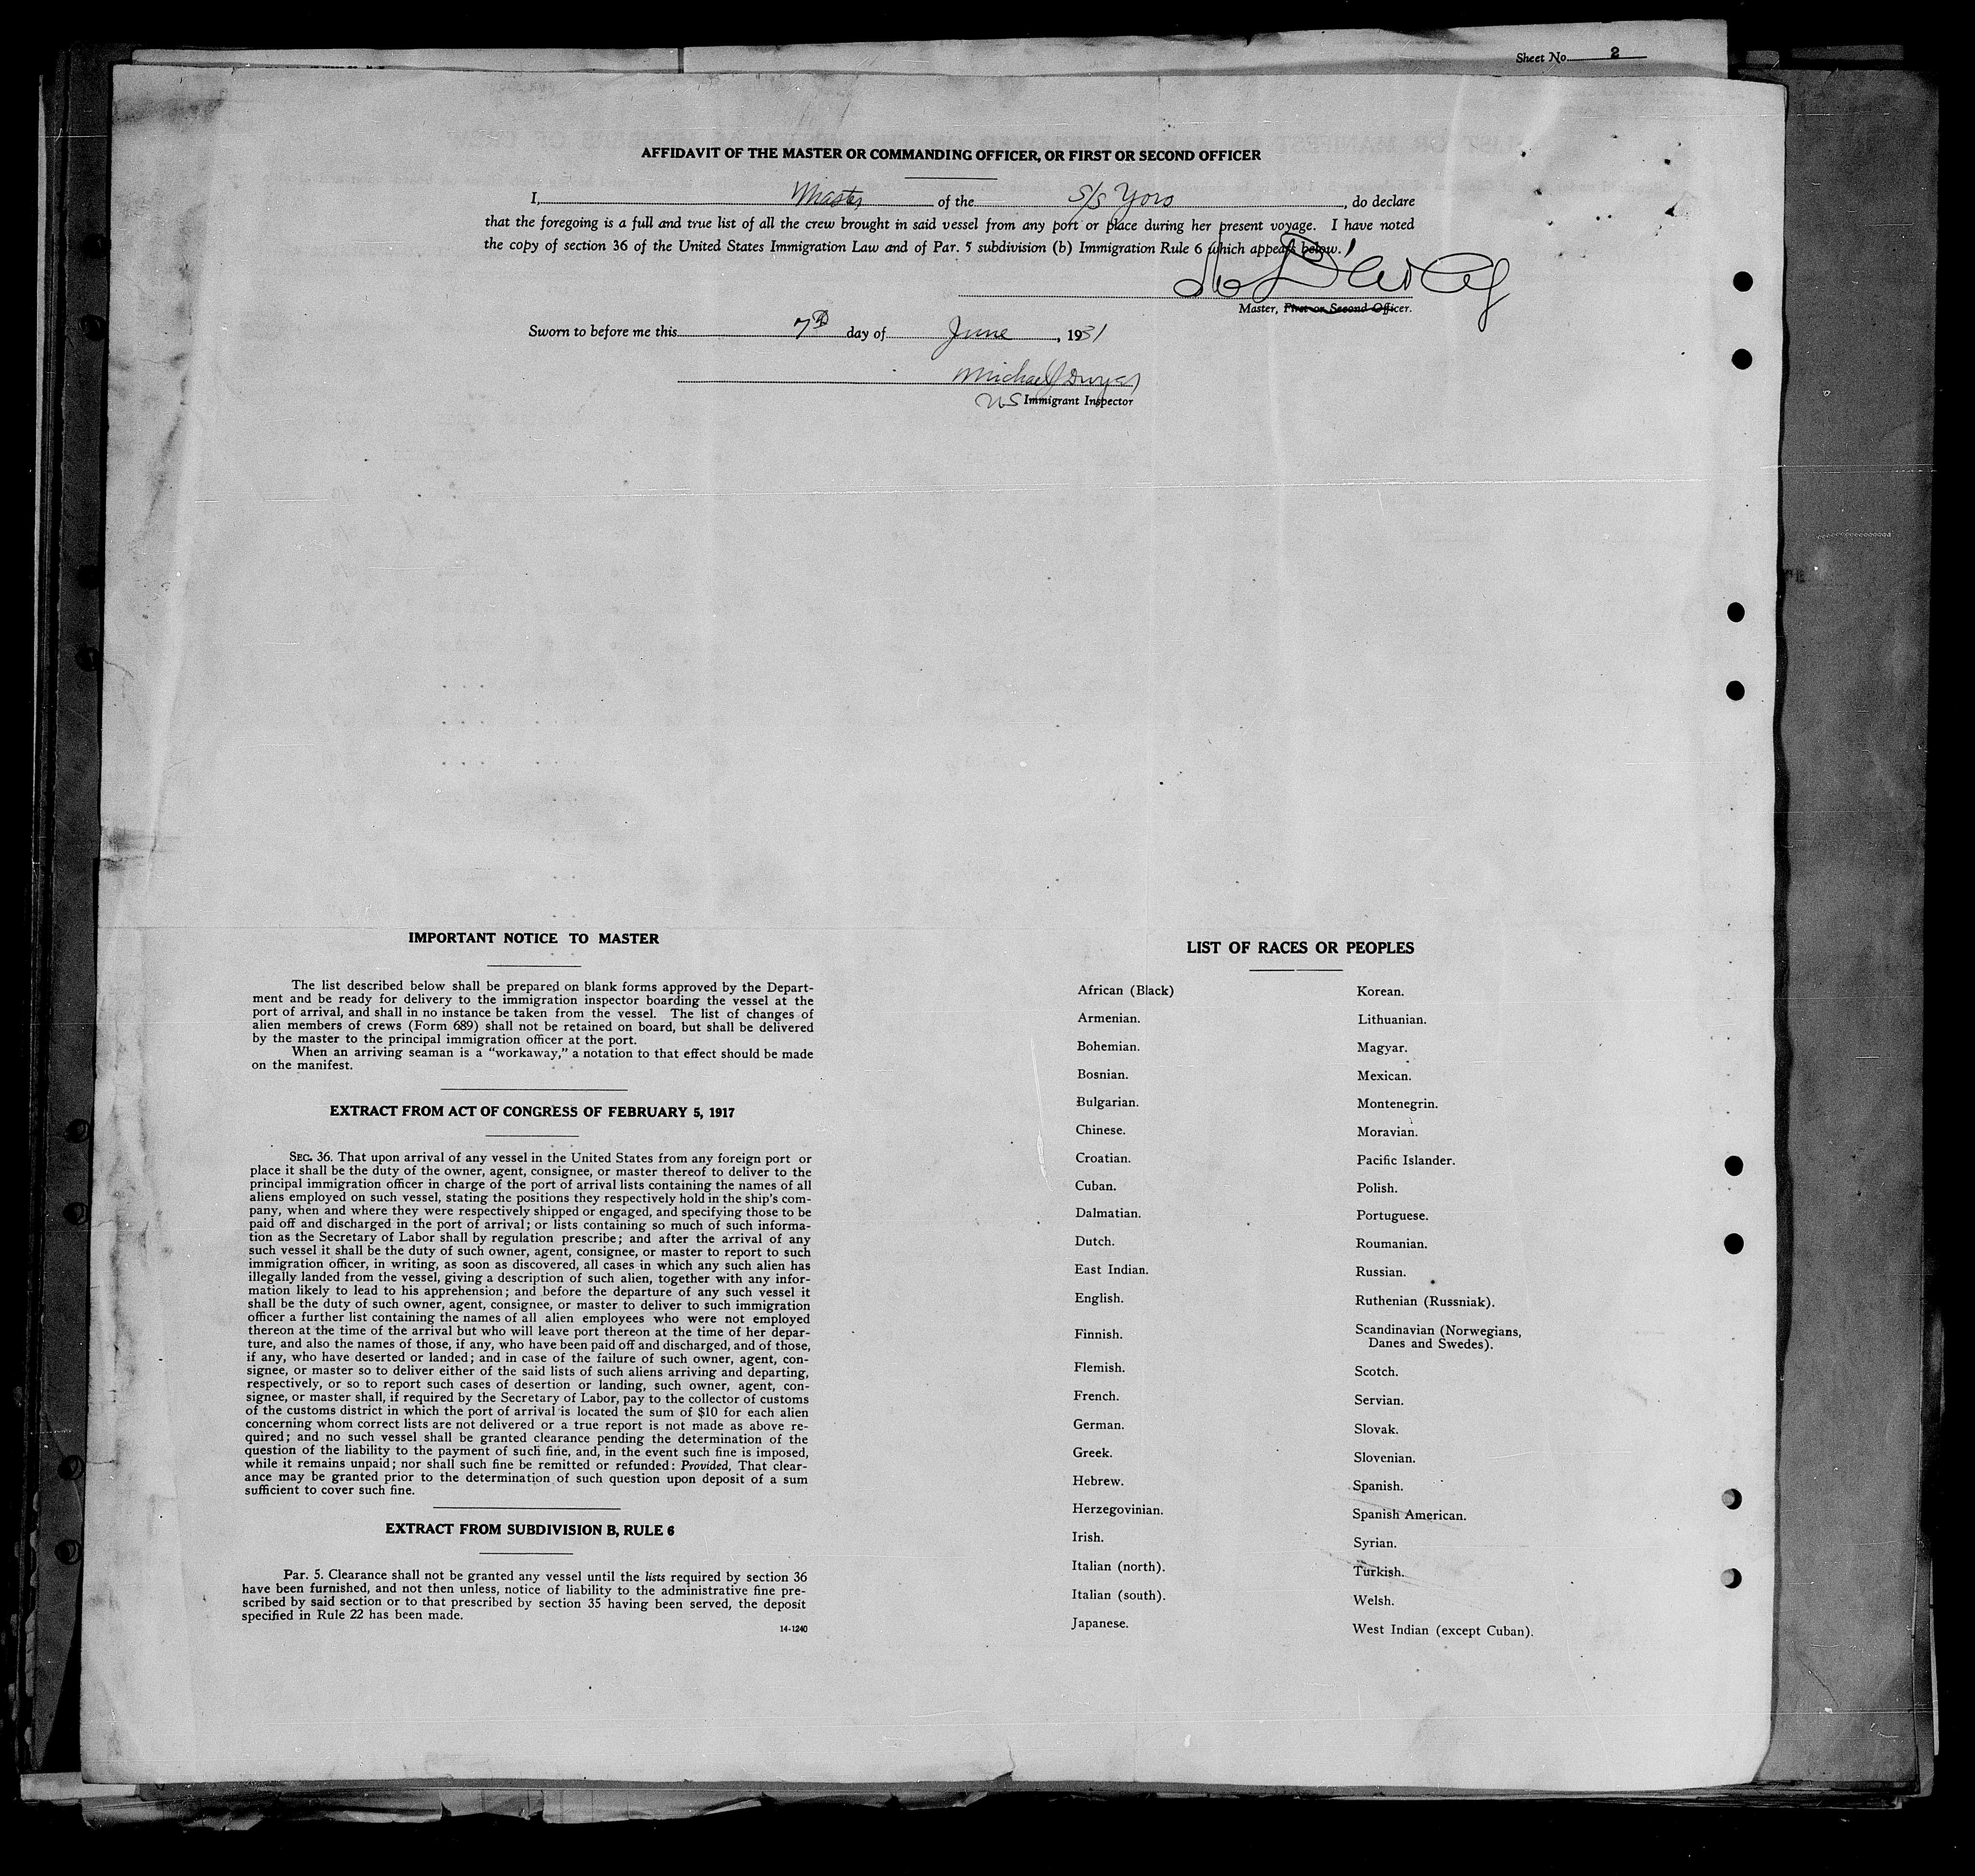 Sheet No. 2
AFFIDAVIT OF THE MASTER OR COMMANDING OFFICER, OR FIRST OR SECOND OFFICER
I, Master of the S/S Yoro, do declare
that the foregoing is a full and true list of all the crew brought in said vessel from any port or place during her present voyage. I have noted
the copy of section 36 of the United States Immigration Law and of Par. 5 subdivision (b) Immigration Rule 6 which appears below.
Master, First or Second Officer.
Sworn to before me this 7th day of June, 1931
Michael J Dwyer
US Immigrant Inspector
IMPORTANT NOTICE TO MASTER
The list described below shall be prepared on blank forms approved by the Depart-
ment and be ready for delivery to the immigration inspector boarding the vessel at the
port of arrival, and shall in no instance be taken from the vessel. The list of changes of
alien members of crews (Form 689) shall not be retained on board, but shall be delivered
by the master to the principal immigration officer at the port.
When an arriving seaman is a "workaway," a notation to that effect should be made
on the manifest.
EXTRACT FROM ACT OF CONGRESS OF FEBRUARY 5, 1917
SEC. 36. That upon arrival of any vessel in the United States from any foreign port or
place it shall be the duty of the owner, agent, consignee, or master thereof to deliver to the
principal immigration officer in charge of the port of arrival lists containing the names of all
aliens employed on such vessel, stating the positions they respectively hold in the ship's com-
pany, when and where they were respectively shipped or engaged, and specifying those to be
paid off and discharged in the port of arrival; or lists containing so much of such informa-
tion as the Secretary of Labor shall by regulation prescribe; and after the arrival of any
such vessel it shall be the duty of such owner, agent, consignee, or master to report to such
immigration officer, in writing, as soon as discovered, all cases in which any such alien has
illegally landed from the vessel, giving a description of such alien, together with any infor-
mation likely to lead to his apprehension; and before the departure of any such vessel it
shall be the duty of such owner, agent, consignee, or master to deliver to such immigration
officer a further list containing the names of all alien employees who were not employed
thereon at the time of the arrival but who will leave port thereon at the time of her depar-
ture, and also the names of those, if any, who have been paid off and discharged, and of those,
if any, who have deserted or landed; and in case of the failure of such owner, agent, con-
signee, or master so to deliver either of the said lists of such aliens arriving and departing,
respectively, or so to report such cases of desertion or landing, such owner, agent, con-
signee, or master shall, if required by the Secretary of Labor, pay to the collector of customs
of the customs district in which the port of arrival is located the sum of $10 for each alien
concerning whom correct lists are not delivered or a true report is not made as above re-
quired; and no such vessel shall be granted clearance pending the determination of the
question of the liability to the payment of such fine, and, in the event such fine is imposed,
while it remains unpaid; nor shall such fine be remitted or refunded: Provided, That clear-
ance may be granted prior to the determination of such question upon deposit of a sum
sufficient to cover such fine.
EXTRACT FROM SUBDIVISION B, RULE 6
Par. 5. Clearance shall not be granted any vessel until the lists required by section 36
have been furnished, and not then unless, notice of liability to the administrative fine pre-
scribed by said section or to that prescribed by section 35 having been served, the deposit
specified in Rule 22 has been made.
14-1240
LIST OF RACES OR PEOPLES
African (Black)
Armenian.
Bohemian.
Bosnian.
Bulgarian.
Chinese.
Croatian.
Cuban.
Dalmatian.
Dutch.
East Indian.
English.
Finnish.
Flemish.
French.
German.
Greek.
Hebrew.
Herzegovinian.
Irish.
Italian (north).
Italian (south).
Japanese.
Korean.
Lithuanian.
Magyar.
Mexican.
Montenegrin.
Moravian.
Pacific Islander.
Polish.
Portuguese.
Roumanian.
Russian.
Ruthenian (Russniak).
Scandinavian (Norwegians,
Danes and Swedes).
Scotch.
Servian.
Slovak.
Slovenian.
Spanish.
Spanish American.
Syrian.
Turkish.
Welsh.
West Indian (except Cuban).